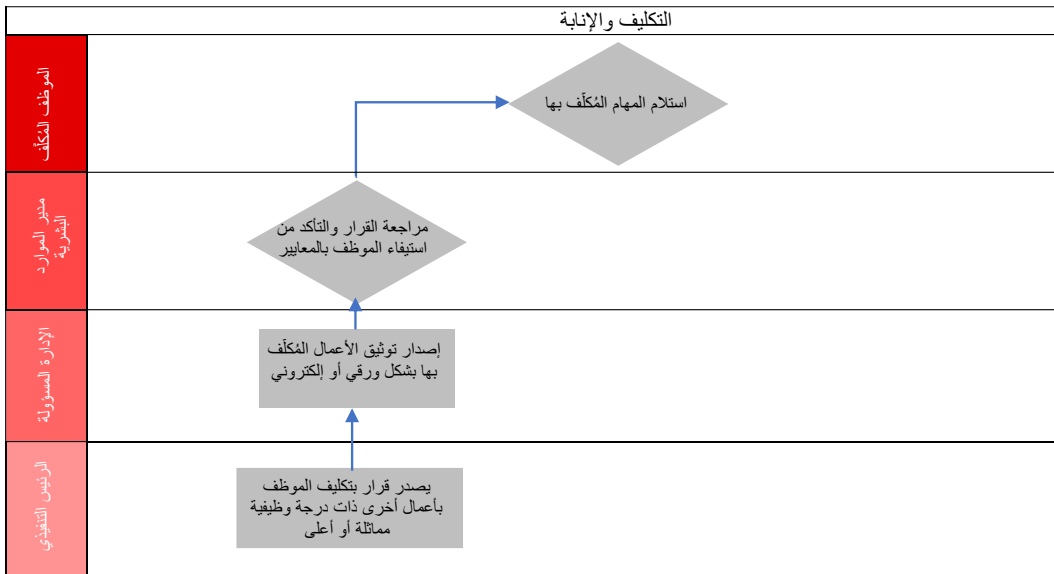 التكليف والإنابة
الموظف المُكلَّف
استلام المهام المُكلَّف بها
مدير الموارد
البشرية
مراجعة القرار والتأكد من
استيفاء الموظف بالمعايير
الإدارة المسؤولة
إصدار توثيق الأعمال المُكلَّف
بها بشكل ورقي أو إلكتروني
الرئيس التنفيذي
يصدر قرار بتكليف الموظف
بأعمال أخرى ذات درجة وظيفية
مماثلة أو أعلى